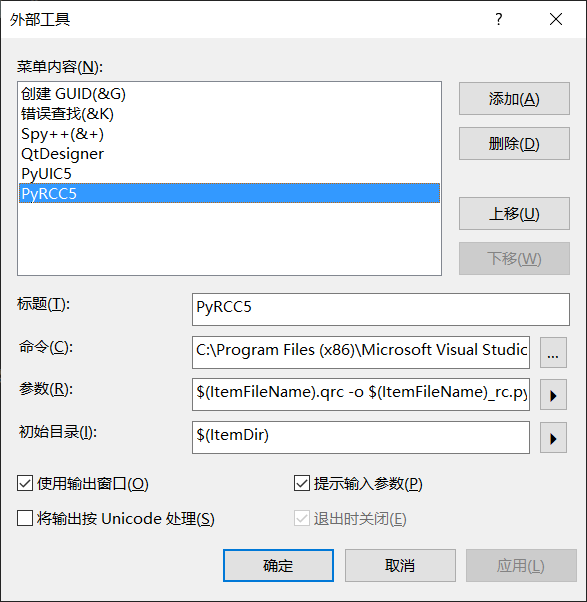 外部工具
?
菜单内容(N):
创建 GUID(&G)
错误查找(&K)
Spy++(&+)
QtDesigner
PyUIC5
PyRCC5
添加(A)
删除(D)
上移(U)
下移(W)
标题(T):
PyRCC5
命令(C):
C:\Program Files (x86)\Microsoft Visual Studic
...
参数(R):
$(ItemFileName).qrc -o $(ItemFileName)_rc.py
初始目录(I):
$(ItemDir)
使用输出窗口(O)
提示输入参数(P)
将输出按 Unicode 处理(S)
退出时关闭(E)
确定
取消
应用(L)